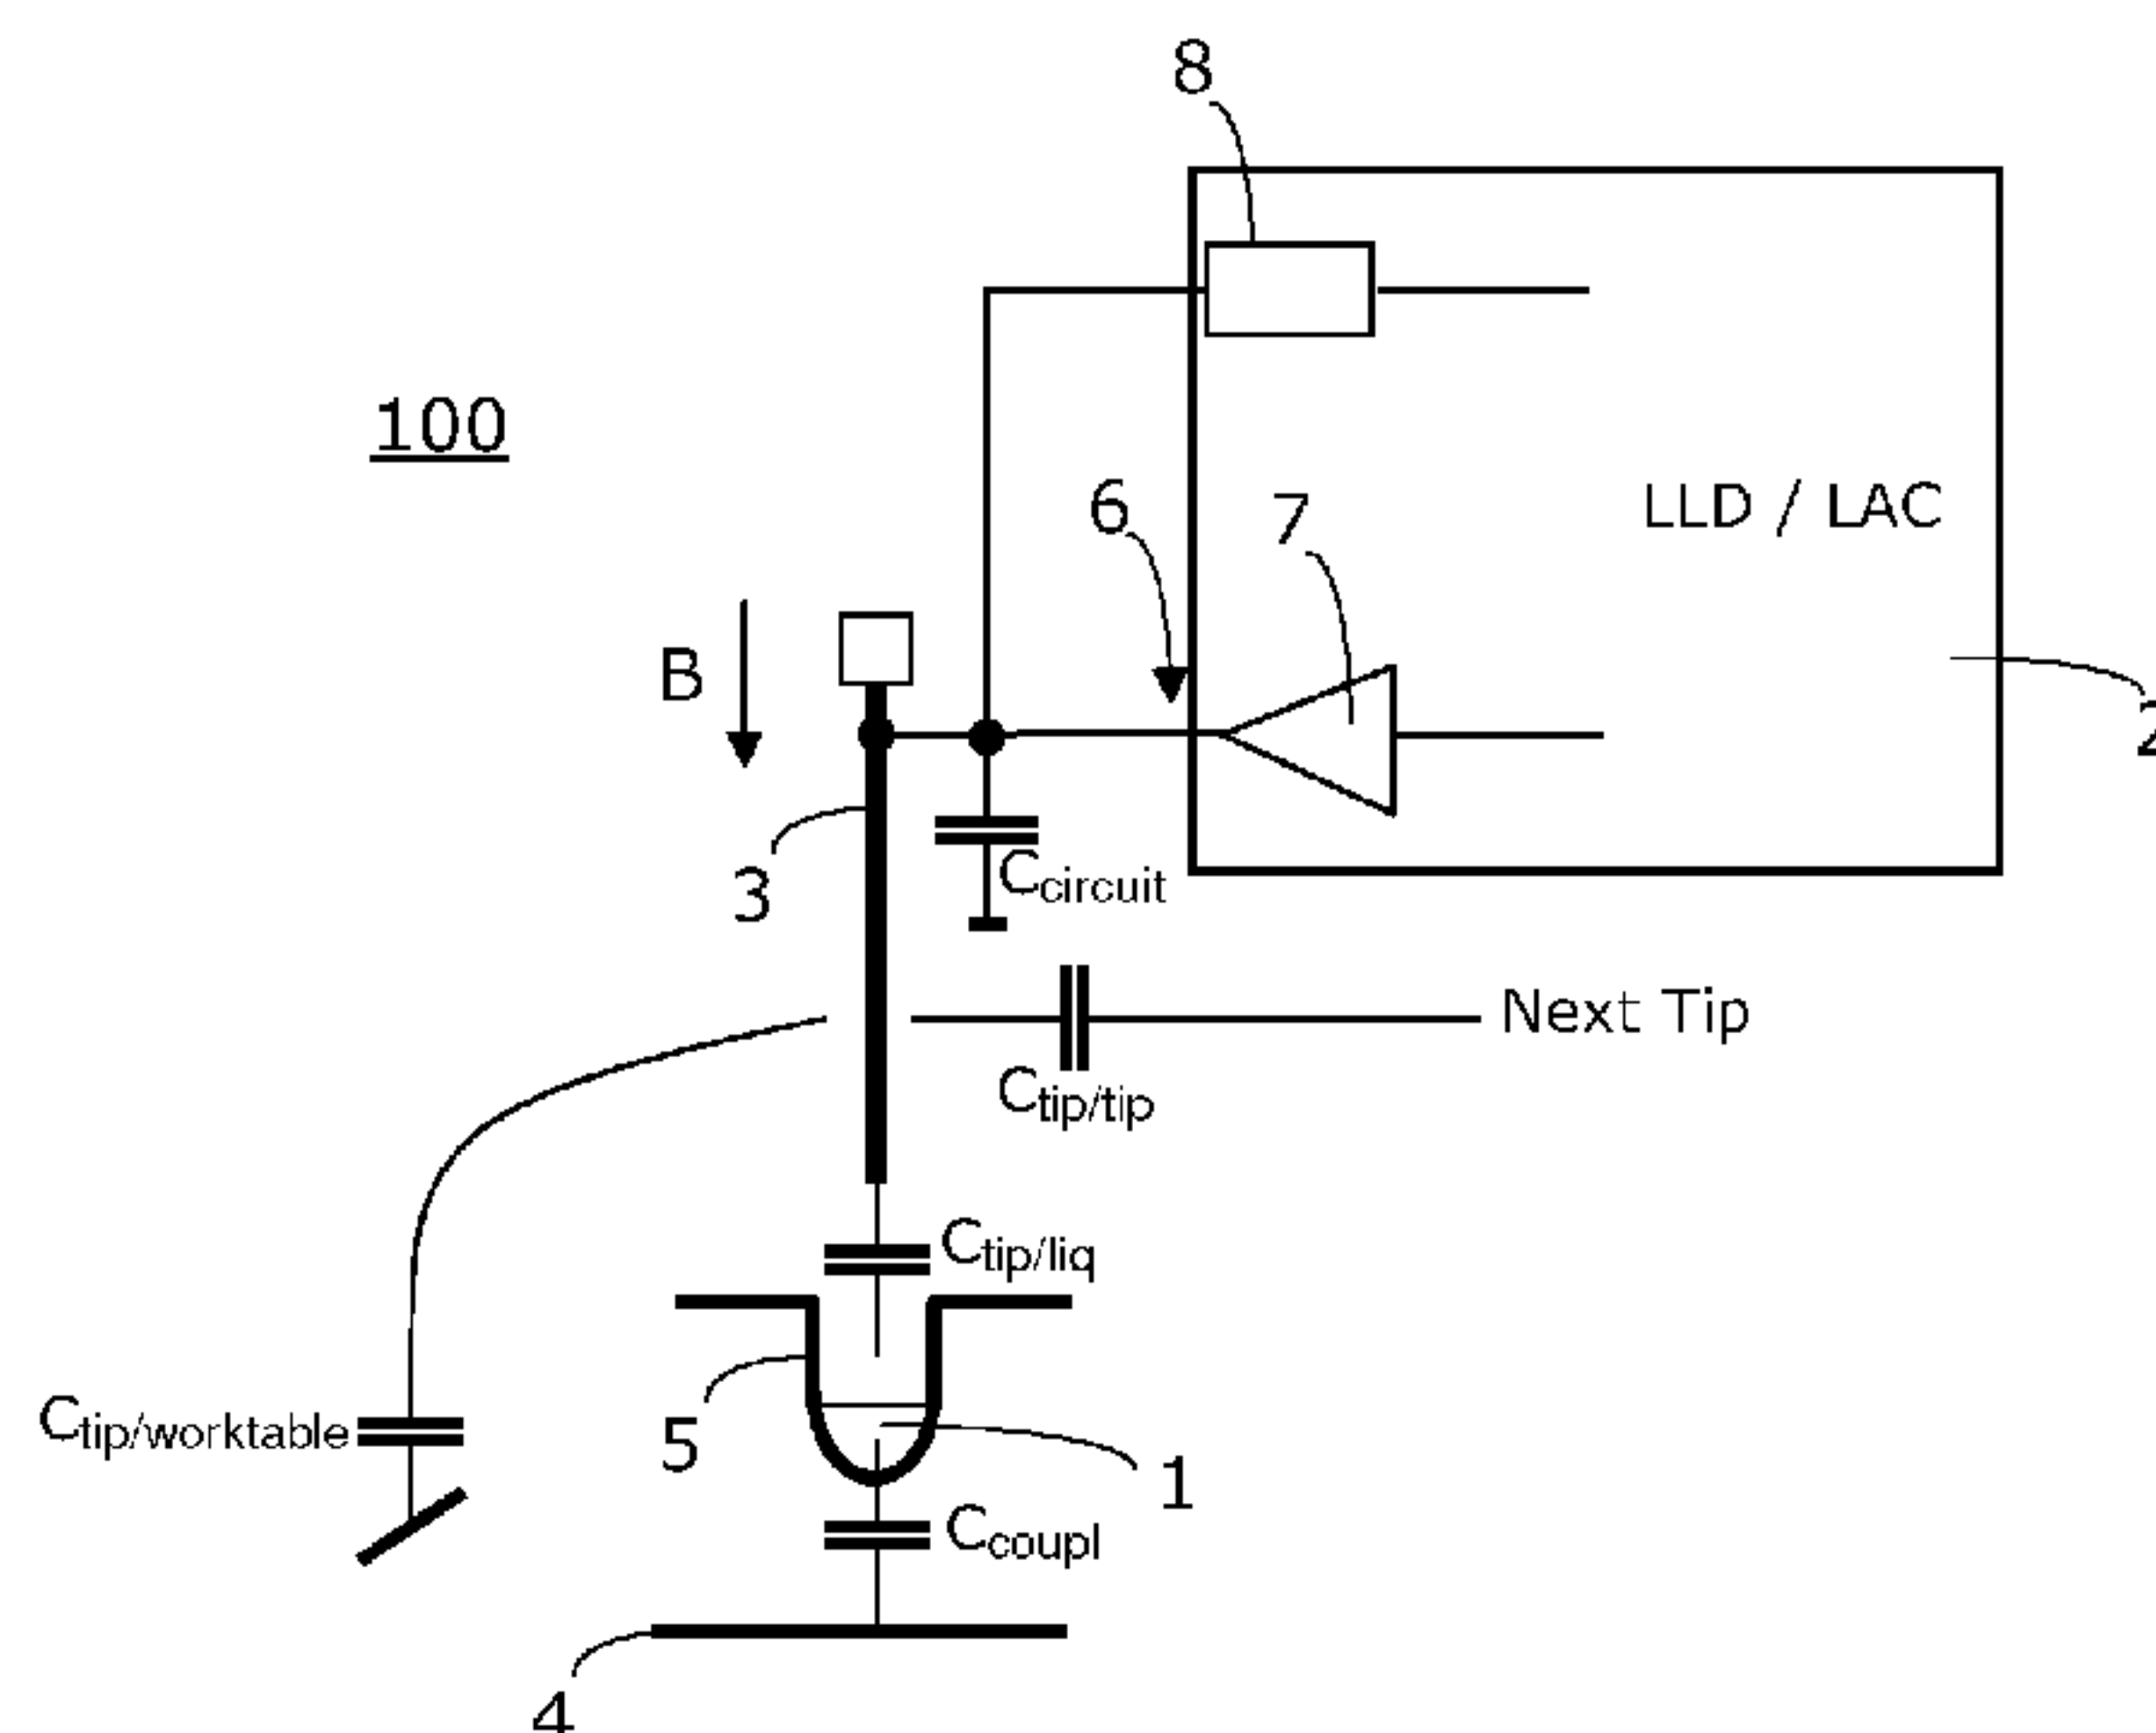 8
100
6
7
LLD / LAC
B
2
3
Ccircuit
Next Tip
Ctip/tip
Ctip/liq
Ctip/worktable
5
1
Ccoupl
4